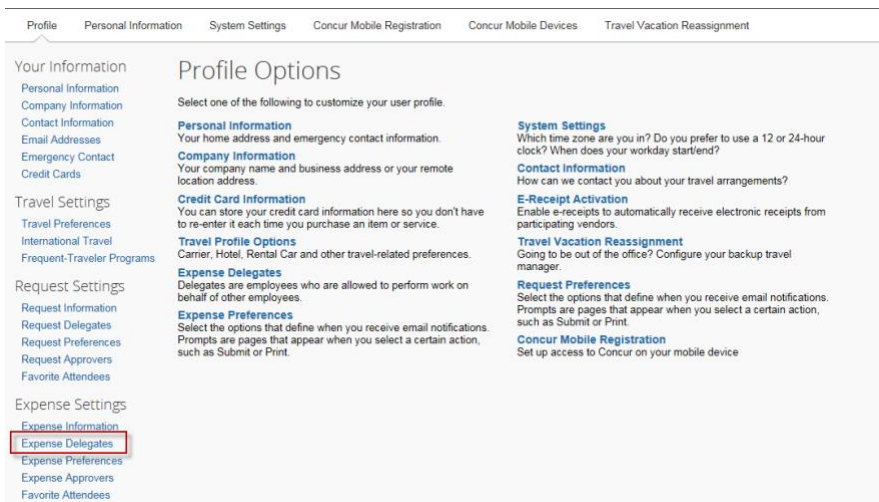 Profile Personal Information System Settings Concur Mobile Registration Concur Mobile Devices Travel Vacation Reassignment
Your Information
Personal Information
Company Information
Contact Information
Email Addresses
Emergency Contact
Credit Cards
Travel Settings
Travel Preferences
International Travel
Frequent-Traveler Programs
Request Settings
Request Information
Request Delegates
Request Preferences
Request Approvers
Favorite Attendees
Expense Settings
Expense Information
Expense Delegates
Expense Preferences
Expense Approvers
Favorite Attendees
Profile Options
Select one of the following to customize your user profile.
Personal Information
Your home address and emergency contact information.
Company Information
Your company name and business address or your remote
location address.
Credit Card Information
You can store your credit card information here so you don't have
to re-enter it each time you purchase an item or service.
Travel Profile Options
Carrier, Hotel, Rental Car and other travel-related preferences.
Expense Delegates
Delegates are employees who are allowed to perform work on
behalf of other employees.
Expense Preferences
Select the options that define when you receive email notifications.
Prompts are pages that appear when you select a certain action,
such as Submit or Print.
System Settings
Which time zone are you in? Do you prefer to use a 12 or 24-hour
clock? When does your workday start/end?
Contact Information
How can we contact you about your travel arrangements?
E-Receipt Activation
Enable e-receipts to automatically receive electronic receipts from
participating vendors.
Travel Vacation Reassignment
Going to be out of the office? Configure your backup travel
manager.
Request Preferences
Select the options that define when you receive email notifications.
Prompts are pages that appear when you select a certain action,
such as Submit or Print.
Concur Mobile Registration
Set up access to Concur on your mobile device